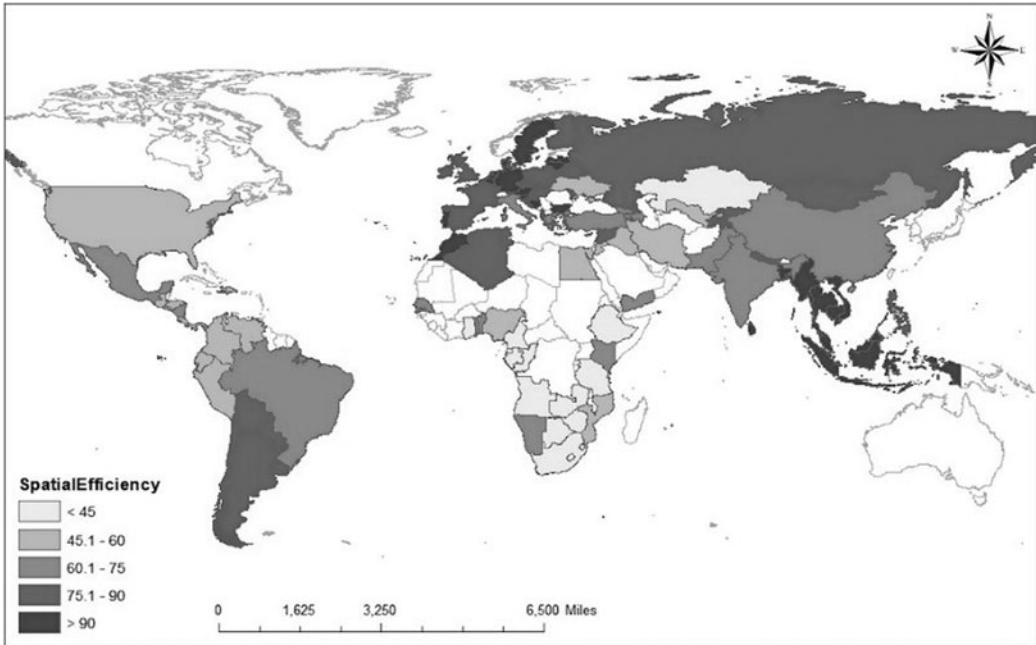 N
W E
S
SpatialEfficiency
< 45
45.1 - 60
60.1 - 75
75.1 - 90
> 90
0 1,625 3,250 6,500 Miles